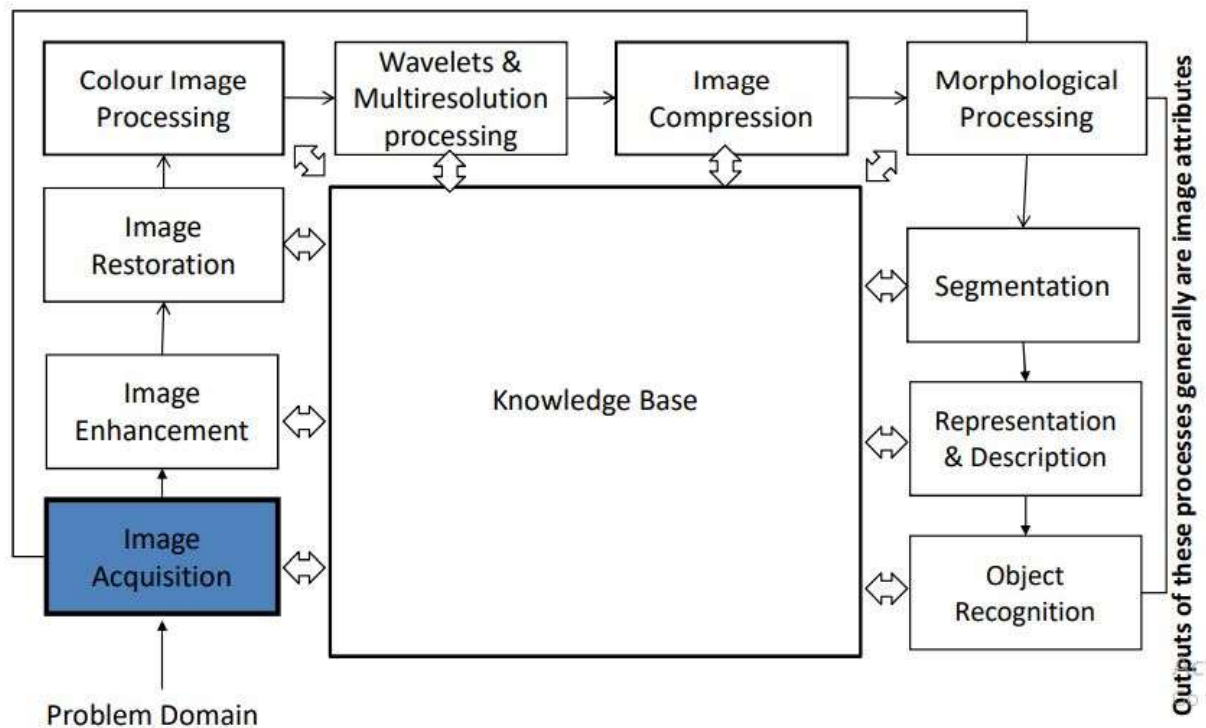 Colour Image
Processing
Wavelets &
Multiresolution
processing
Image
Compression
Morphological
Processing
Image
Restoration
Segmentation
Image
Enhancement
Knowledge Base
Representation
& Description
Image
Acquisition
Object
Recognition
Problem Domain
Outputs of these processes generally are image attributes